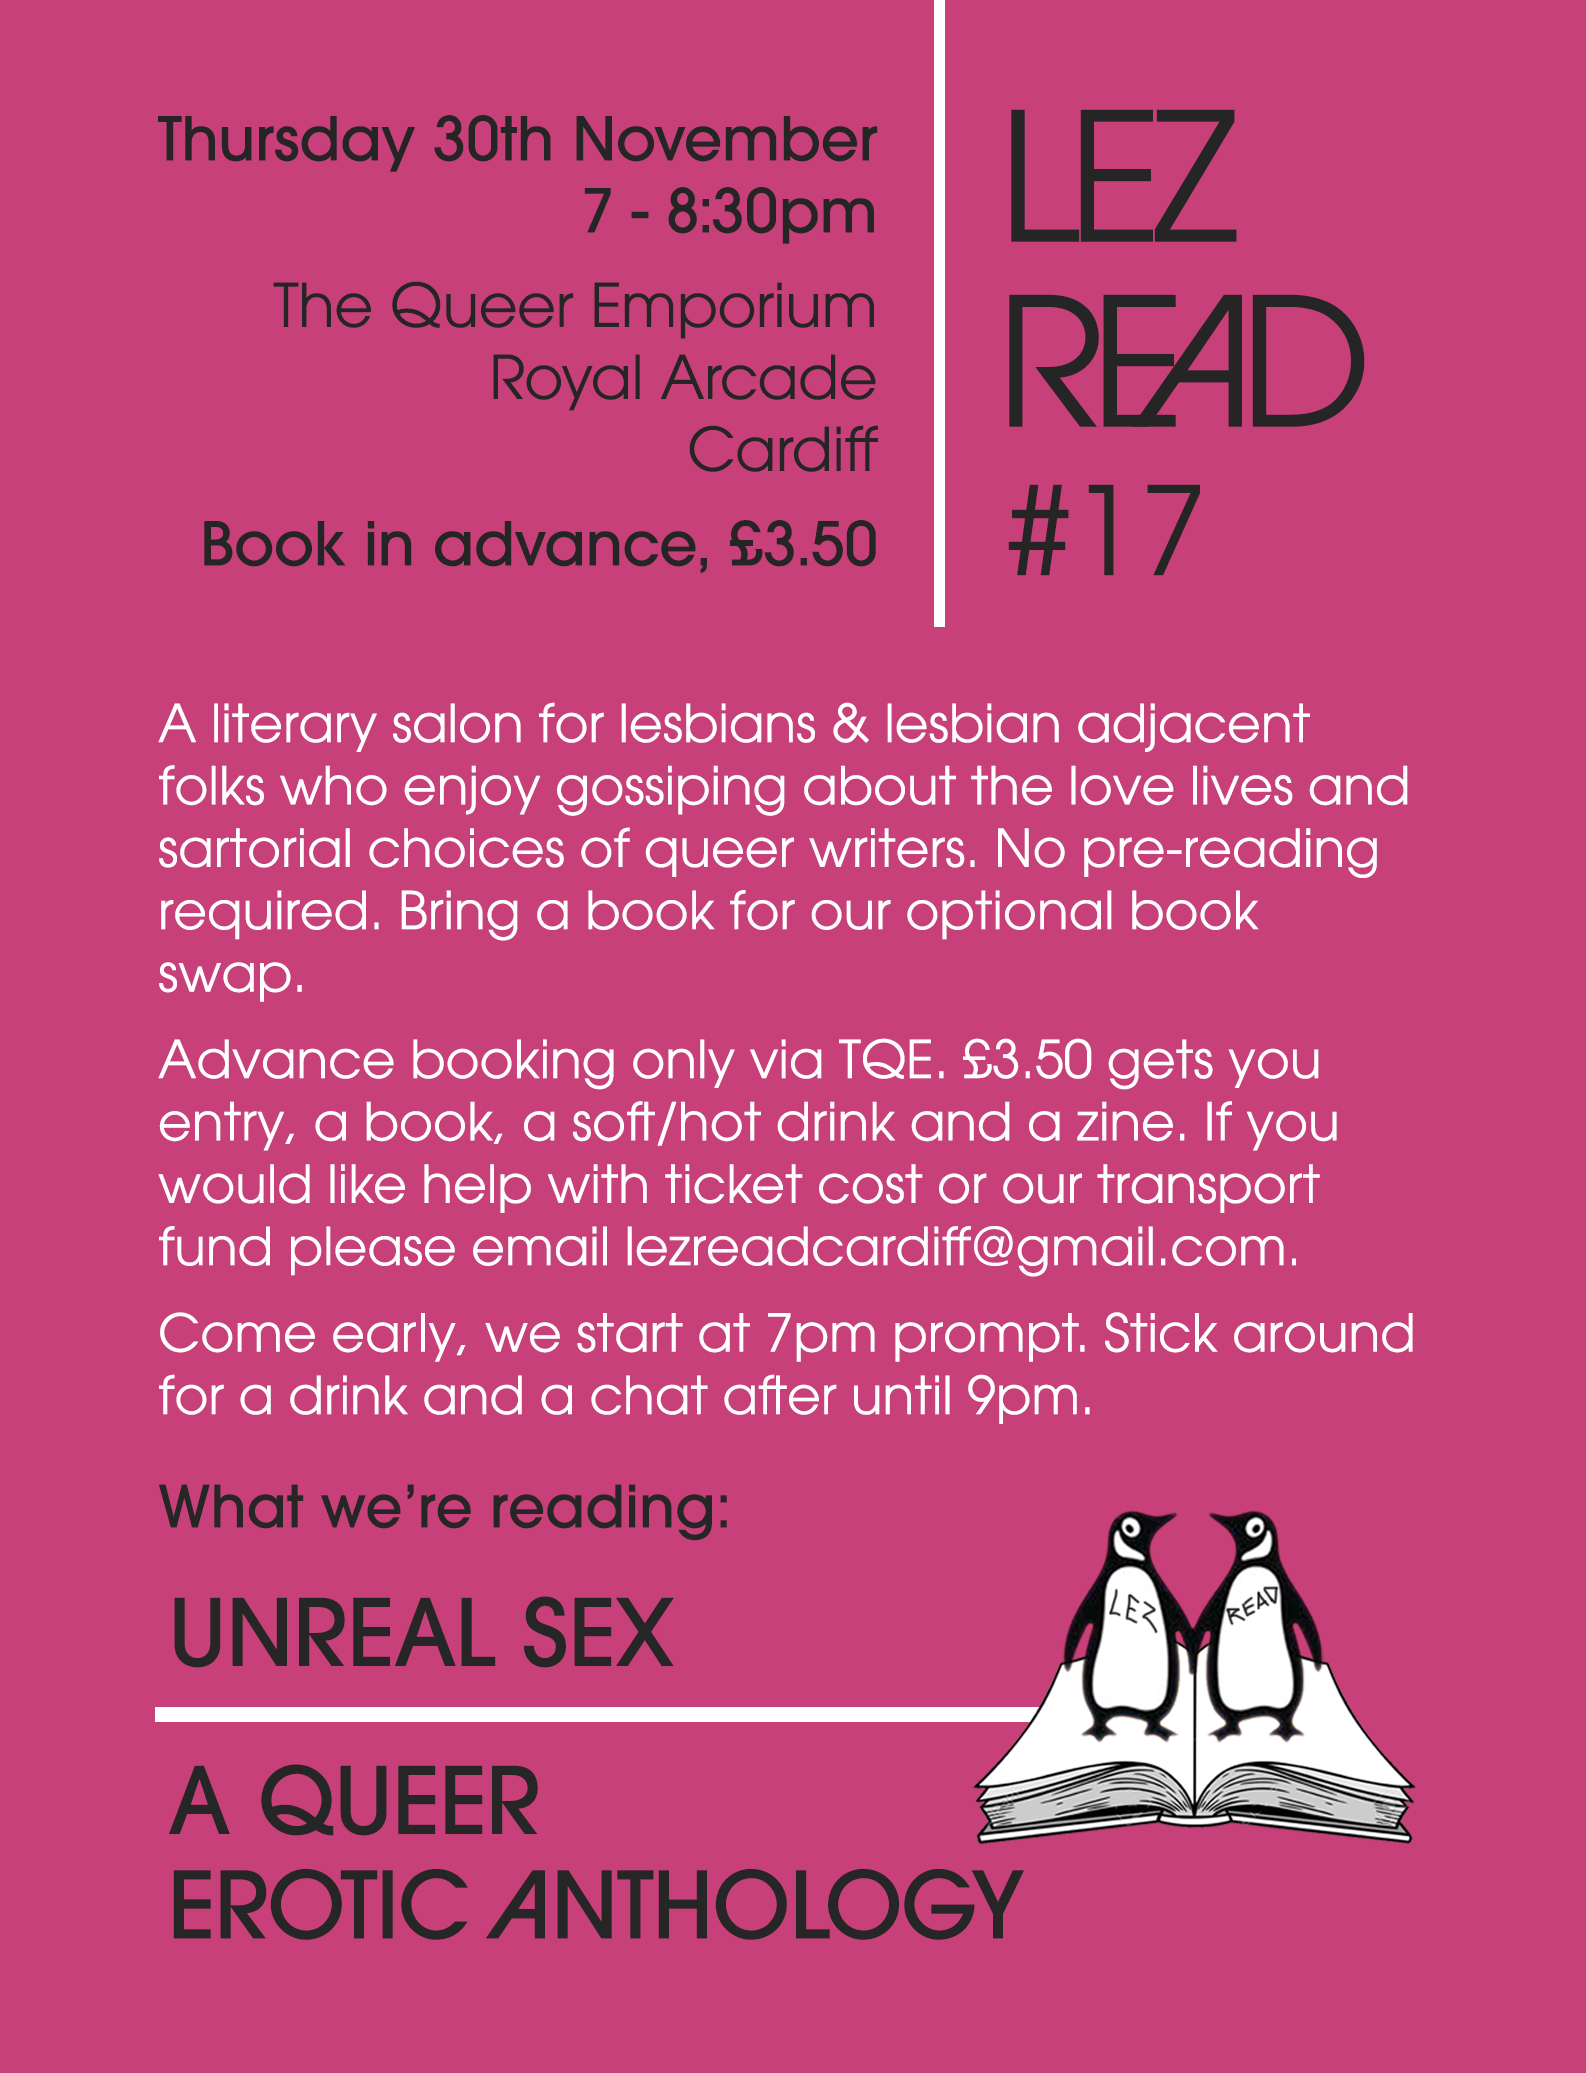 Thursday 30th November
7 - 8:30pm
The Queer Emporium
Royal Arcade
Cardiff
Book in advance, £3.50
LEZ
READ
#17
A literary salon for lesbians & lesbian adjacent
folks who enjoy gossiping about the love lives and
sartorial choices of queer writers. No pre-reading
required. Bring a book for our optional book
swap.
Advance booking only via TQE. £3.50 gets you
entry, a book, a soft/hot drink and a zine. If you
would like help with ticket cost or our transport
fund please email lezreadcardiff@gmail.com.
Come early, we start at 7pm prompt. Stick around
for a drink and a chat after until 9pm.
What we’re reading:
UNREAL SEX
A QUEER
EROTIC ANTHOLOGY
LEZ
READ